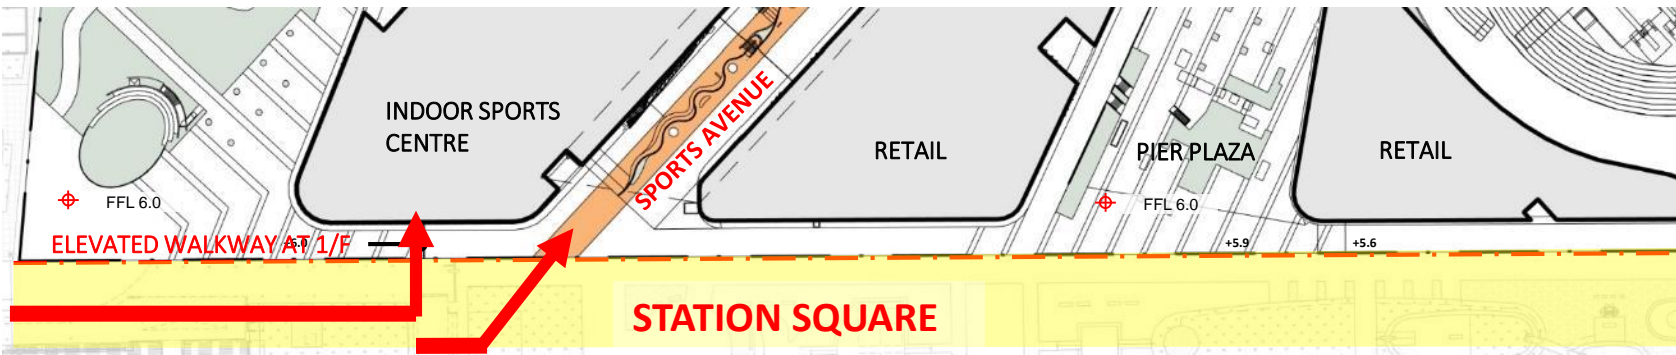 INDOOR SPORTS
CENTRE
SPORTS AVENUE
RETAIL
PIER PLAZA
RETAIL
FFL 6.0
FFL 6.0
ELEVATED WALKWAY AT 1/F
+5.9
+5.6
STATION SQUARE